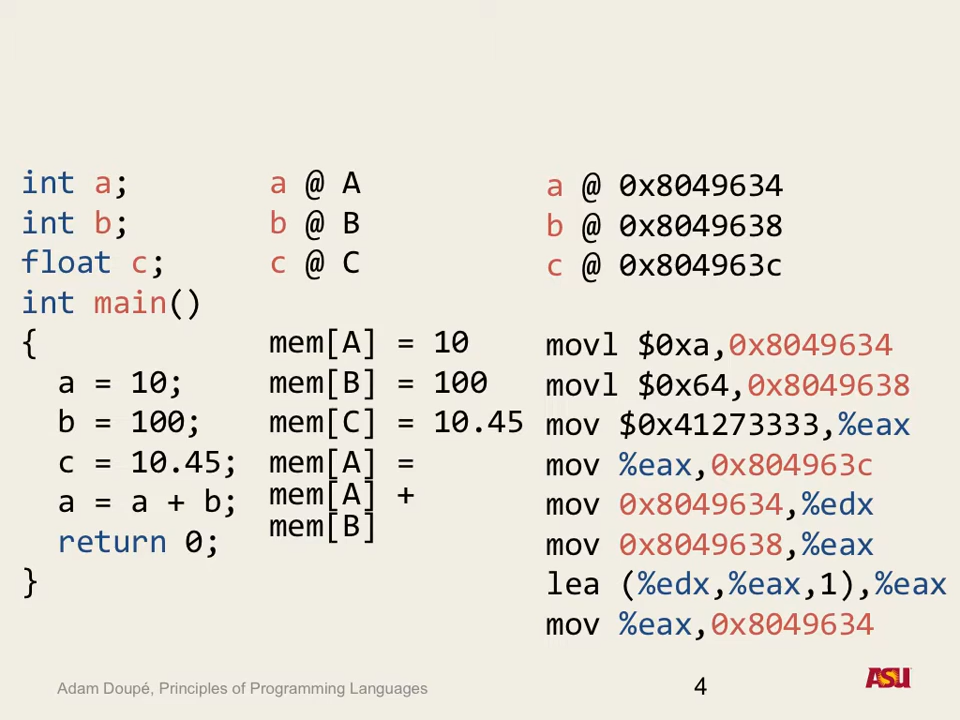 int a;
int b;
float c;
int main()
{
  a = 10;
  b = 100;
  c = 10.45;
  a = a + b;
  return 0;
}
a @ A
b @ B
c @ C
mem[A] = 10
mem[B] = 100
mem[C] = 10.45
mem[A] =
mem[A] +
mem[B]
a @ 0x8049634
b @ 0x8049638
c @ 0x804963c
movl $0xa,0x8049634
movl $0x64,0x8049638
mov $0x41273333,%eax
mov %eax,0x804963c
mov 0x8049634,%edx
mov 0x8049638,%eax
lea (%edx,%eax,1),%eax
mov %eax,0x8049634
Adam Doupé, Principles of Programming Languages
4
ASU